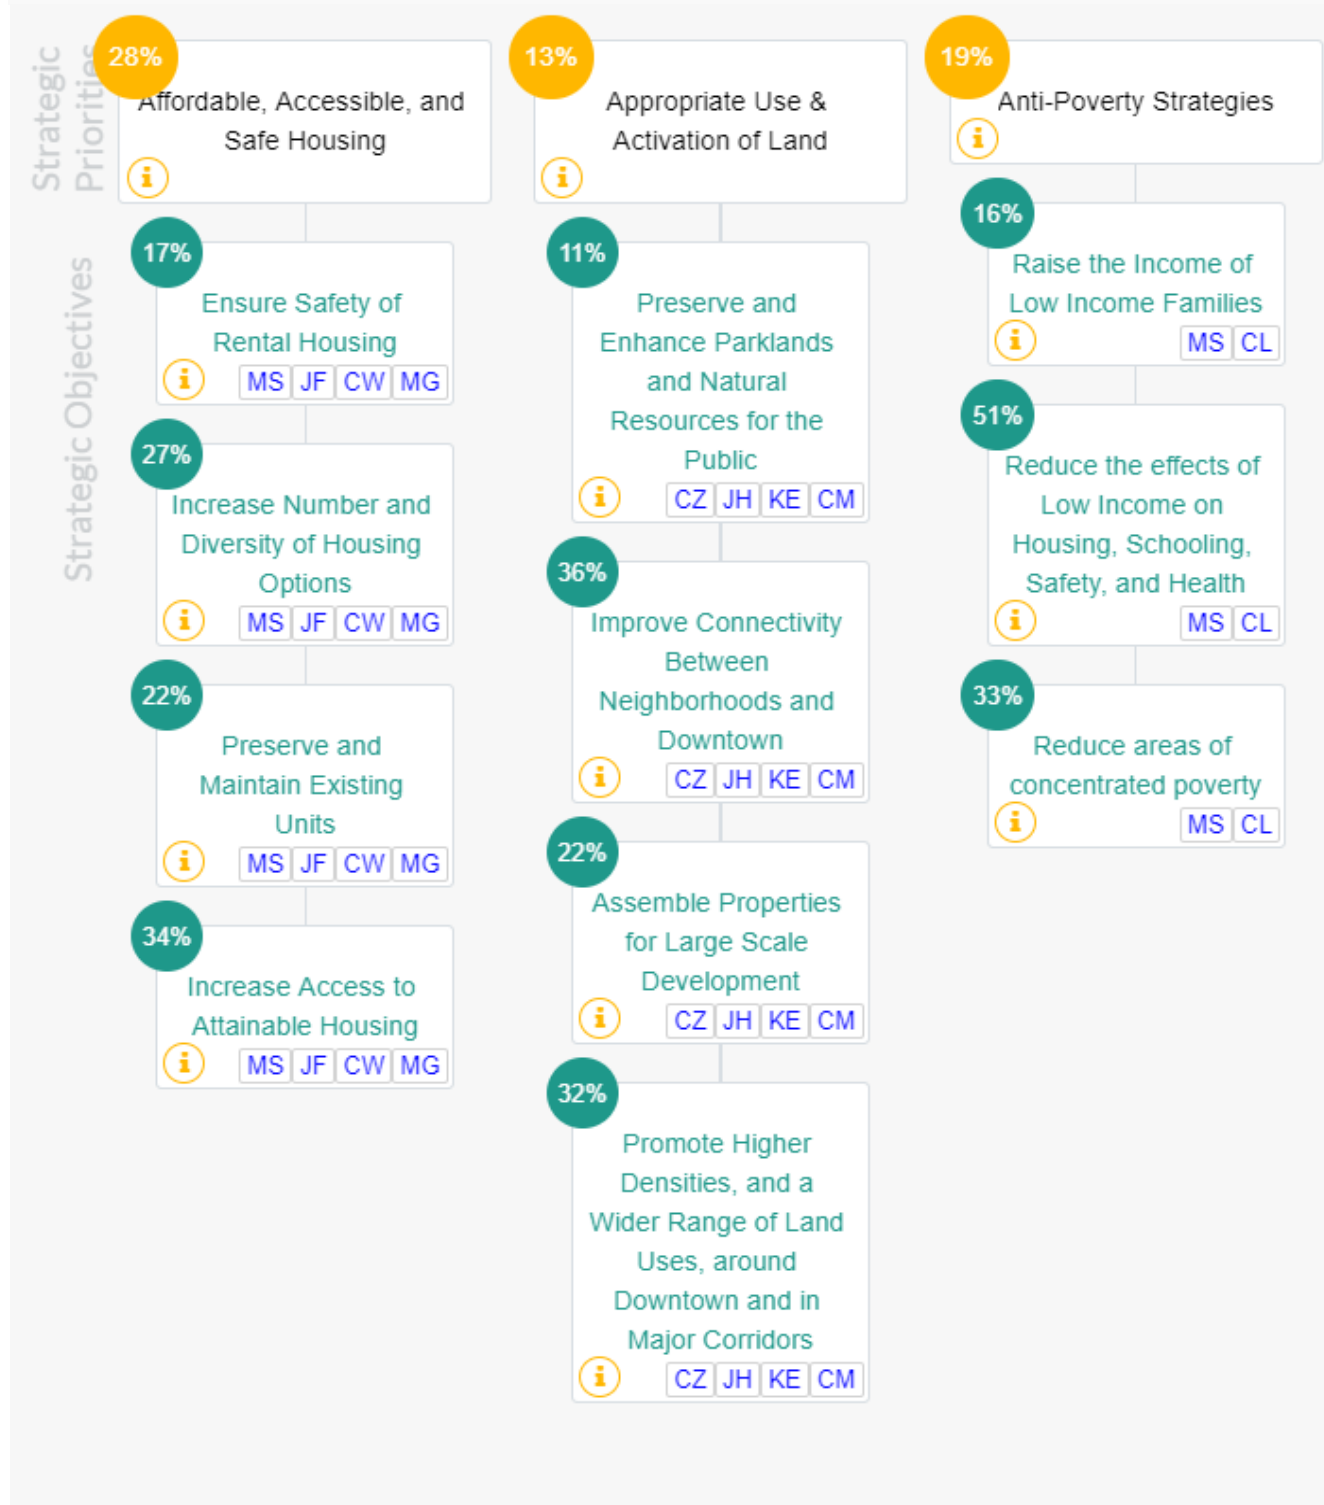 Strategic
Priorities
28%
Affordable, Accessible, and
Safe Housing
i
13%
Appropriate Use &
Activation of Land
i
19%
Anti-Poverty Strategies
i
Strategic Objectives
17%
Ensure Safety of
Rental Housing
i MS JF CW MG
27%
Increase Number and
Diversity of Housing
Options
i MS JF CW MG
22%
Preserve and
Maintain Existing
Units
i MS JF CW MG
34%
Increase Access to
Attainable Housing
i MS JF CW MG
11%
Preserve and
Enhance Parklands
and Natural
Resources for the
Public
i CZ JH KE CM
36%
Improve Connectivity
Between
Neighborhoods and
Downtown
i CZ JH KE CM
22%
Assemble Properties
for Large Scale
Development
i CZ JH KE CM
32%
Promote Higher
Densities, and a
Wider Range of Land
Uses, around
Downtown and in
Major Corridors
i CZ JH KE CM
16%
Raise the Income of
Low Income Families
i MS CL
51%
Reduce the effects of
Low Income on
Housing, Schooling,
Safety, and Health
i MS CL
33%
Reduce areas of
concentrated poverty
i MS CL